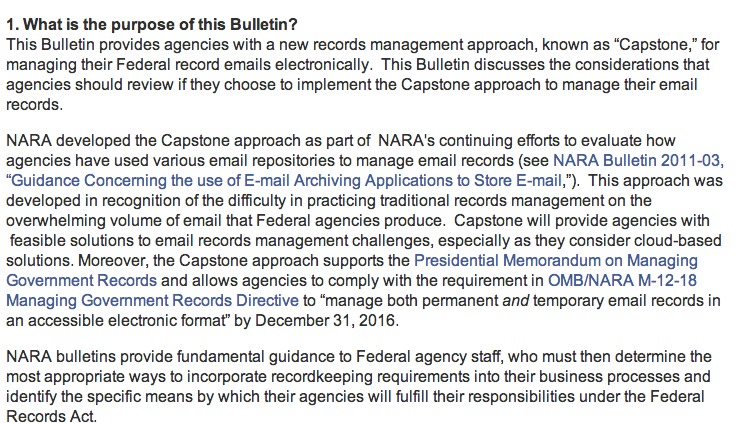 1. What is the purpose of this Bulletin?
This Bulletin provides agencies with a new records management approach, known as “Capstone,” for
managing their Federal record emails electronically.  This Bulletin discusses the considerations that
agencies should review if they choose to implement the Capstone approach to manage their email
records.
NARA developed the Capstone approach as part of  NARA's continuing efforts to evaluate how
agencies have used various email repositories to manage email records (see NARA Bulletin 2011-03,
“Guidance Concerning the use of E-mail Archiving Applications to Store E-mail,”).  This approach was
developed in recognition of the difficulty in practicing traditional records management on the
overwhelming volume of email that Federal agencies produce.  Capstone will provide agencies with
feasible solutions to email records management challenges, especially as they consider cloud-based
solutions. Moreover, the Capstone approach supports the Presidential Memorandum on Managing
Government Records and allows agencies to comply with the requirement in OMB/NARA M-12-18
Managing Government Records Directive to “manage both permanent and temporary email records in
an accessible electronic format” by December 31, 2016.
NARA bulletins provide fundamental guidance to Federal agency staff, who must then determine the
most appropriate ways to incorporate recordkeeping requirements into their business processes and
identify the specific means by which their agencies will fulfill their responsibilities under the Federal
Records Act.